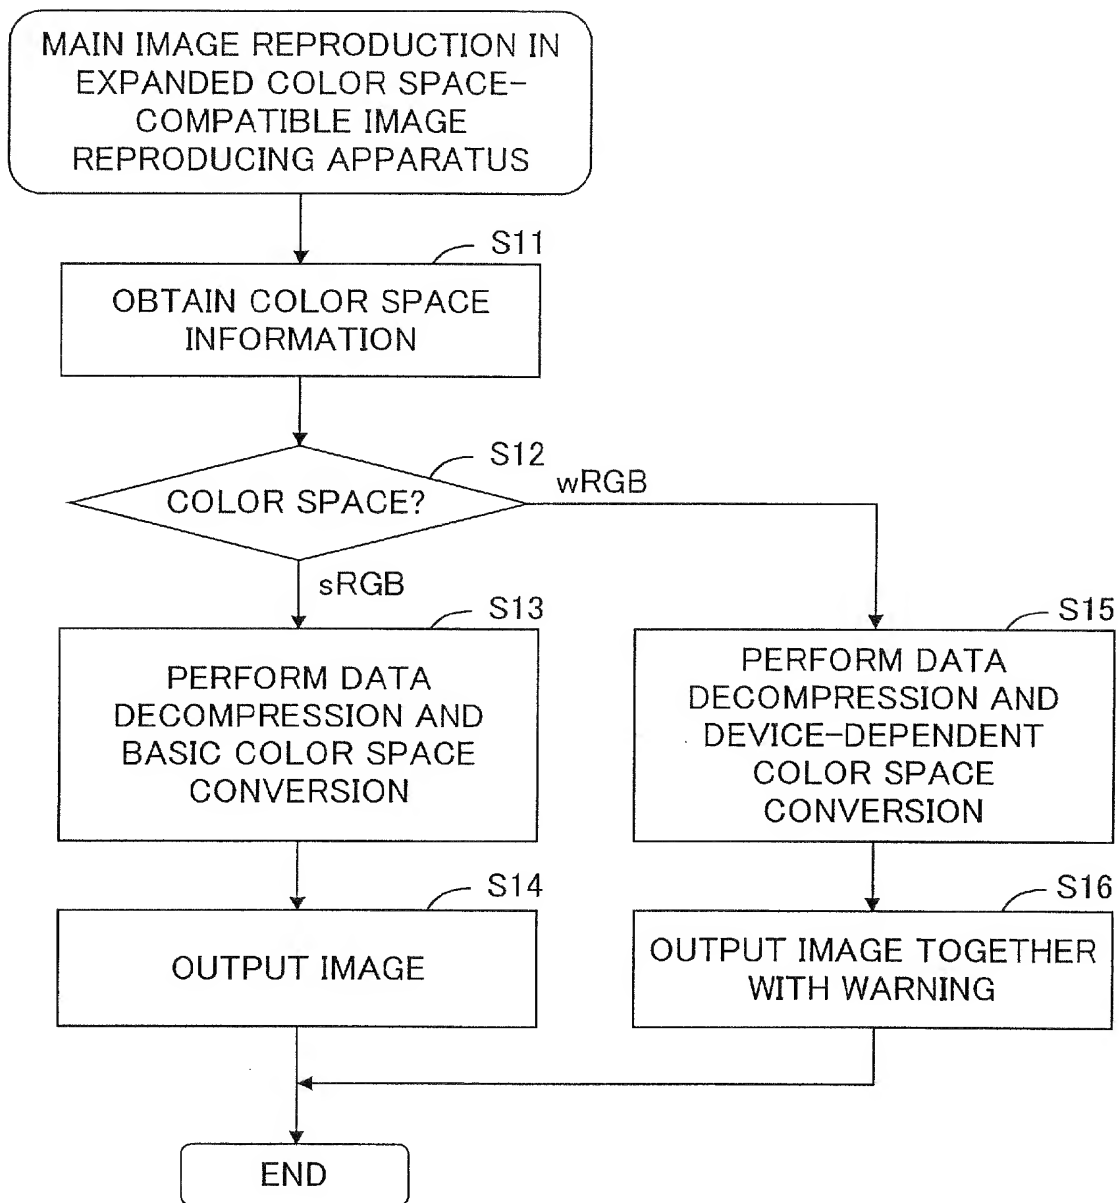 MAIN IMAGE REPRODUCTION IN
EXPANDED COLOR SPACE-
COMPATIBLE IMAGE
REPRODUCING APPARATUS
S11
OBTAIN COLOR SPACE
INFORMATION
S12
COLOR SPACE?
wRGB
sRGB
S13
PERFORM DATA
DECOMPRESSION AND
BASIC COLOR SPACE
CONVERSION
S15
PERFORM DATA
DECOMPRESSION AND
DEVICE-DEPENDENT
COLOR SPACE
CONVERSION
S14
OUTPUT IMAGE
S16
OUTPUT IMAGE TOGETHER
WITH WARNING
END